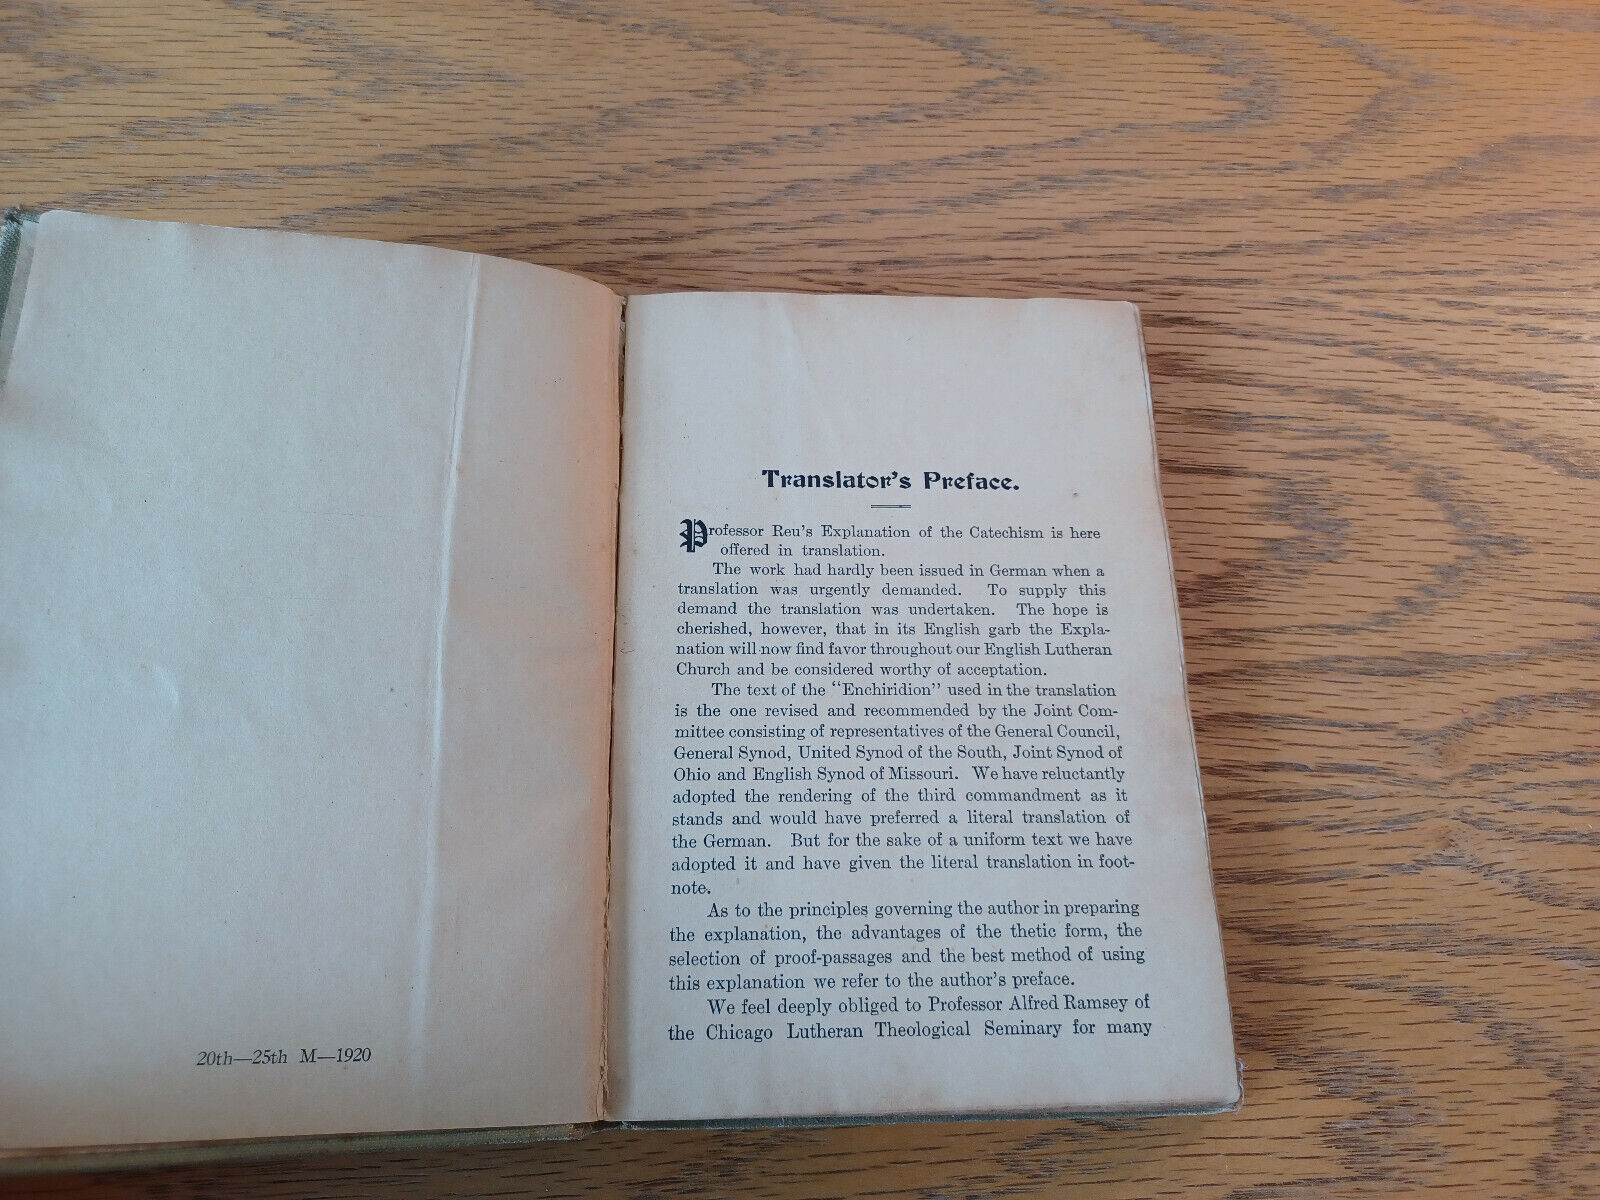 20th—25th M—1920
Translator's Preface.
Professor Reu's Explanation of the Catechism is here
offered in translation.
The work had hardly been issued in German when a
translation was urgently demanded. To supply this
demand the translation was undertaken. The hope is
cherished, however, that in its English garb the Expla-
nation will now find favor throughout our English Lutheran
Church and be considered worthy of acceptation.
The text of the "Enchiridion" used in the translation
is the one revised and recommended by the Joint Com-
mittee consisting of representatives of the General Council,
General Synod, United Synod of the South, Joint Synod of
Ohio and English Synod of Missouri. We have reluctantly
adopted the rendering of the third commandment as it
stands and would have preferred a literal translation of
the German. But for the sake of a uniform text we have
adopted it and have given the literal translation in foot-
note.
As to the principles governing the author in preparing
the explanation, the advantages of the thetic form, the
selection of proof-passages and the best method of using
this explanation we refer to the author's preface.
We feel deeply obliged to Professor Alfred Ramsey of
the Chicago Lutheran Theological Seminary for many